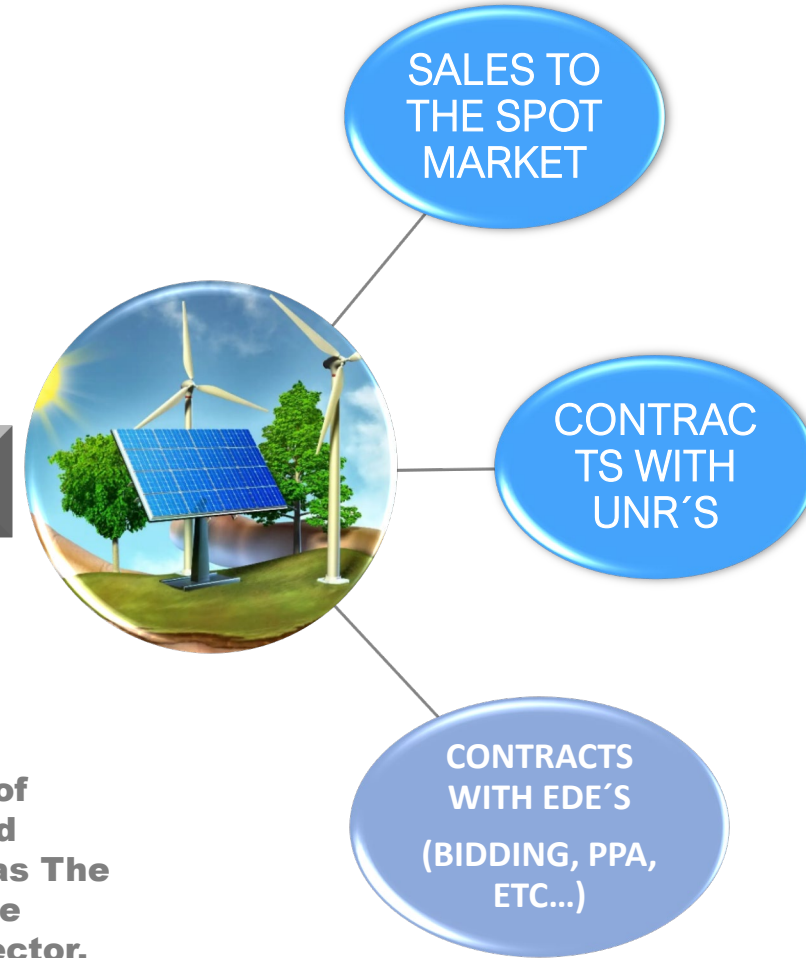 SALES TO
THE SPOT
MARKET
CONTRAC
TS WITH
UNR´S
CONTRACTS
WITH EDE´S
(BIDDING, PPA,
ETC…)
of
d
as The
e
ector.